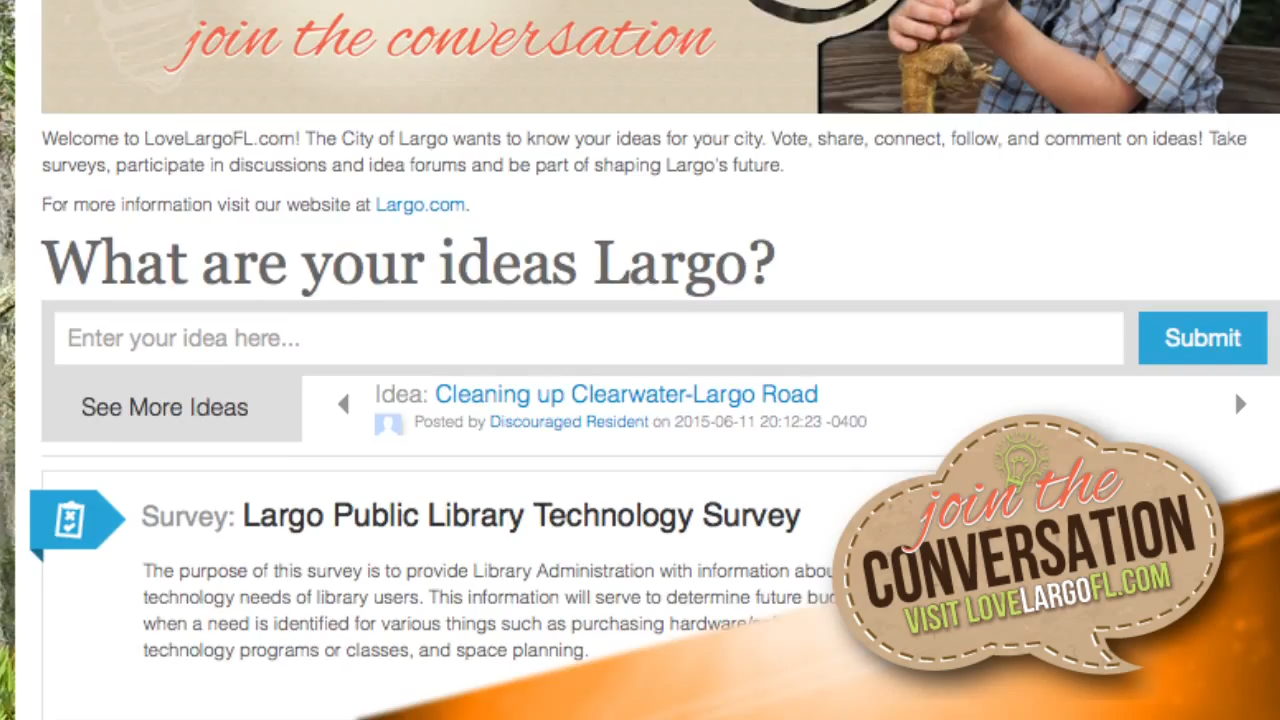 join the conversation
Welcome to LoveLargoFL.com! The City of Largo wants to know your ideas for your city. Vote, share, connect, follow, and comment on ideas! Take
surveys, participate in discussions and idea forums and be part of shaping Largo's future.
For more information visit our website at Largo.com.
What are your ideas Largo?
Enter your idea here...
Submit
See More Ideas
Idea: Cleaning up Clearwater-Largo Road
Posted by Discouraged Resident on 2015-06-11 20:12:23 -0400
Survey: Largo Public Library Technology Survey
The purpose of this survey is to provide Library Administration with information
technology needs of library users. This information will serve to determine future
when a need is identified for various things such as purchasing
technology programs or classes, and space planning.
join the
CONVERSATION
VISIT LOVELARGOFL.COM